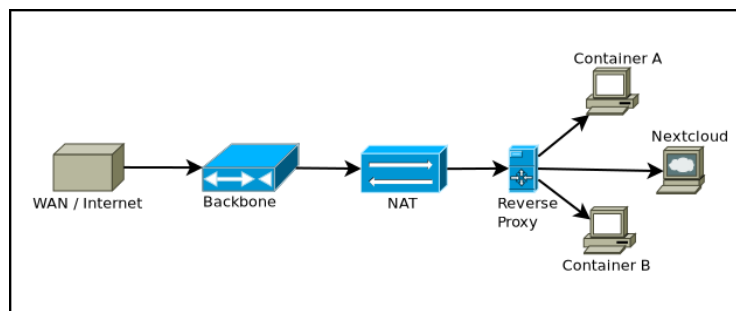 Container A
Nextcloud
WAN / Internet
Backbone
NAT
Reverse
Proxy
Container B